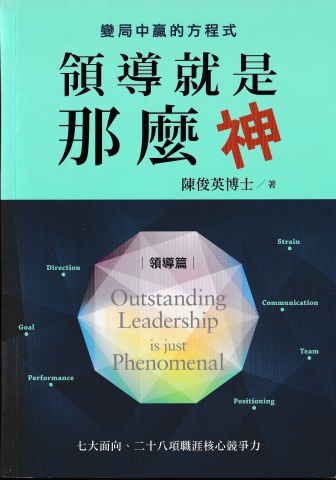 變局中贏的方程式
領導就是
那麼神
陳俊英博士／著
領導篇
Strain
Direction
Outstanding
Leadership
is just
Phenomenal
Communication
Goal
Team
Performance
Positioning
七大面向、二十八項職涯核心競爭力